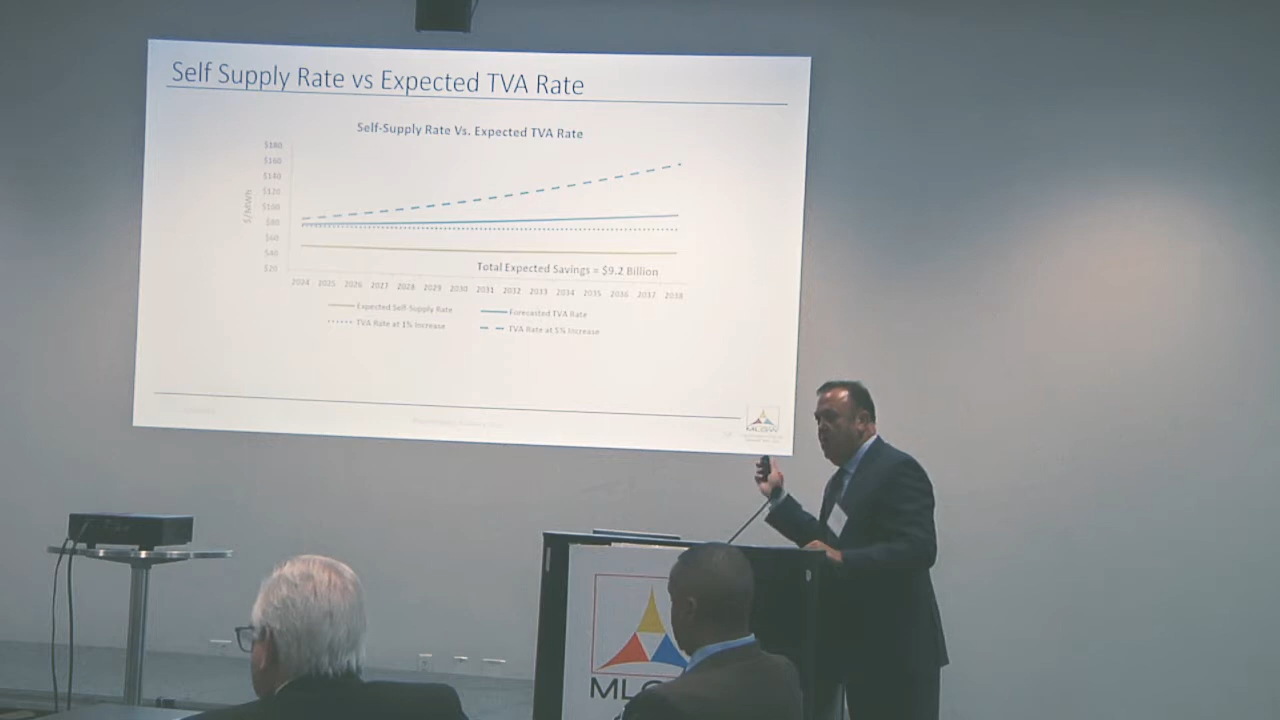 Self Supply Rate vs Expected TVA Rate
Self-Supply Rate Vs. Expected TVA Rate
$180
$160
$140
$120
$100
$80
$60
$40
$20
$/MWh
Total Expected Savings = $9.2 Billion
2024 2025 2026 2027 2028 2029 2030 2031 2032 2033 2034 2035 2036 2037 2038
Expected Self-Supply Rate
Forecasted TVA Rate
TVA Rate at 1% Increase
TVA Rate at 5% Increase
MLGW
MLG